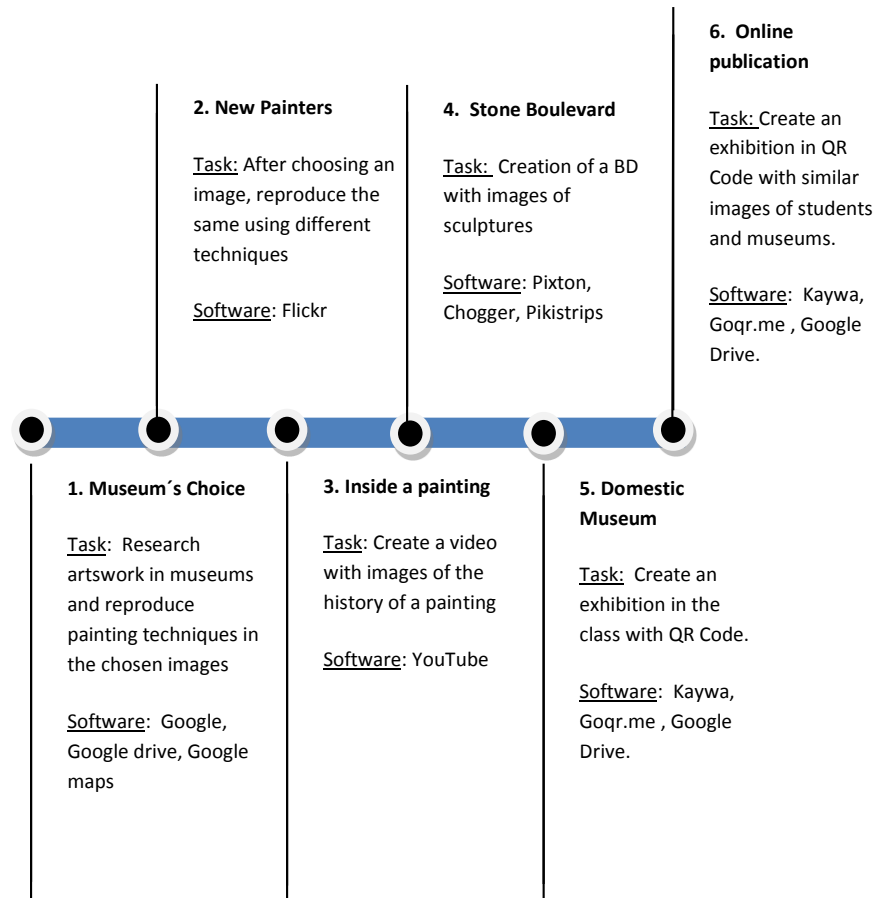 1. Museum´s Choice
Task: Research
artswork in museums
and reproduce
painting techniques in
the chosen images
Software: Google,
Google drive, Google
maps
2. New Painters
Task: After choosing an
image, reproduce the
same using different
techniques
Software: Flickr
3. Inside a painting
Task: Create a video
with images of the
history of a painting
Software: YouTube
4. Stone Boulevard
Task: Creation of a BD
with images of
sculptures
Software: Pixton,
Chogger, Pikistrips
5. Domestic
Museum
Task: Create an
exhibition in the
class with QR Code.
Software: Kaywa,
Goqr.me , Google
Drive.
6. Online
publication
Task: Create an
exhibition in QR
Code with similar
images of students
and museums.
Software: Kaywa,
Goqr.me , Google
Drive.